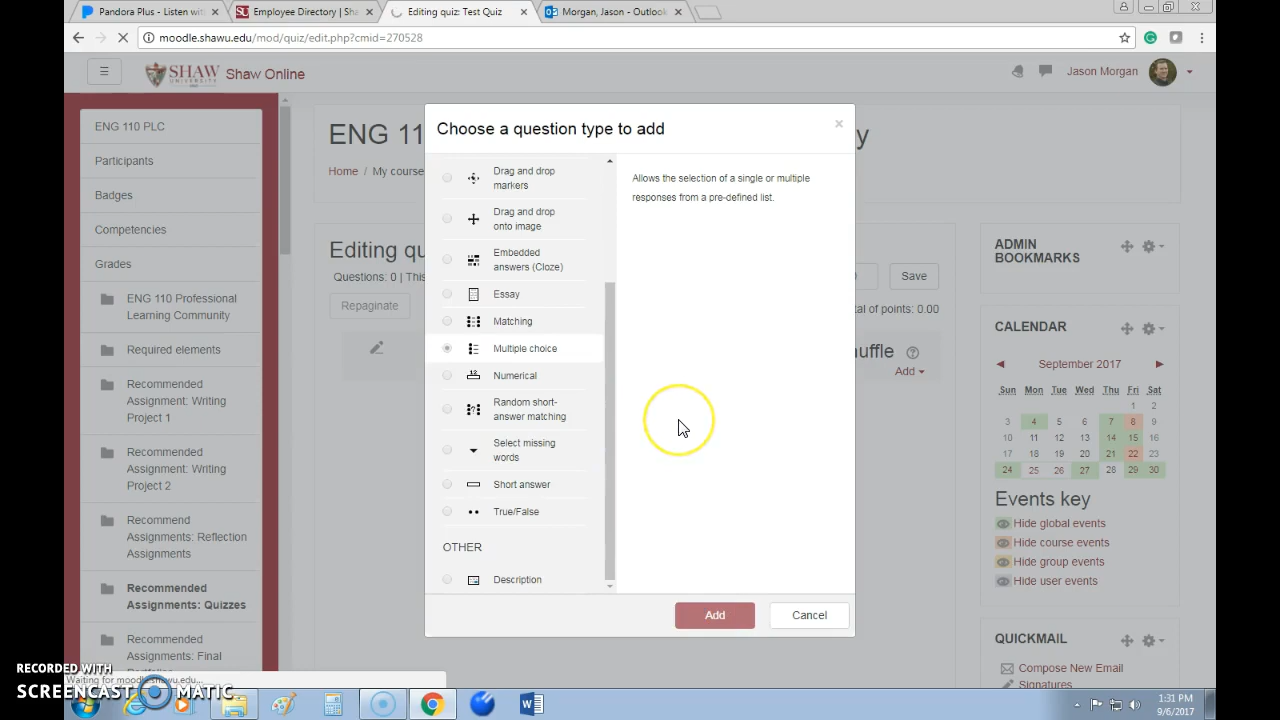 Pandora Plus - Listen with
Employee Directory | Sha
Editing quiz: Test Quiz
Morgan, Jason - Outlook
moodle.shawu.edu/mod/quiz/edit.php?cmid=270528
SHAW
UNIVERSITY
Shaw Online
Jason Morgan
ENG 110 PLC
Participants
Badges
Competencies
Grades
ENG 110 Professional
Learning Community
Required elements
Recommended
Assignment: Writing
Project 1
Recommended
Assignment: Writing
Project 2
Recommend
Assignments: Reflection
Assignments
Recommended
Assignments: Quizzes
Recommended
Assignments: Final
ENG 11
y
Home / My course
Editing qu
Questions: 0 | This
Repaginate
Save
tal of points: 0.00
uffle
Add
Choose a question type to add
×
Drag and drop
markers
Drag and drop
onto image
Embedded
answers (Cloze)
Essay
Matching
Multiple choice
Numerical
Random short-
answer matching
Select missing
words
Short answer
True/False
OTHER
Description
Allows the selection of a single or multiple
responses from a pre-defined list.
Add
Cancel
ADMIN
BOOKMARKS
CALENDAR
September 2017
Sun Mon Tue Wed Thu Fri Sat
1 2
3 4 5 6 7 8 9
10 11 12 13 14 15 16
17 18 19 20 21 22 23
24 25 26 27 28 29 30
Events key
Hide global events
Hide course events
Hide group events
Hide user events
QUICKMAIL
Compose New Email
Signatures
Waiting for moodle.shawu.edu...
RECORDED WITH
SCREENCAST MATIC
1:31 PM
9/6/2017